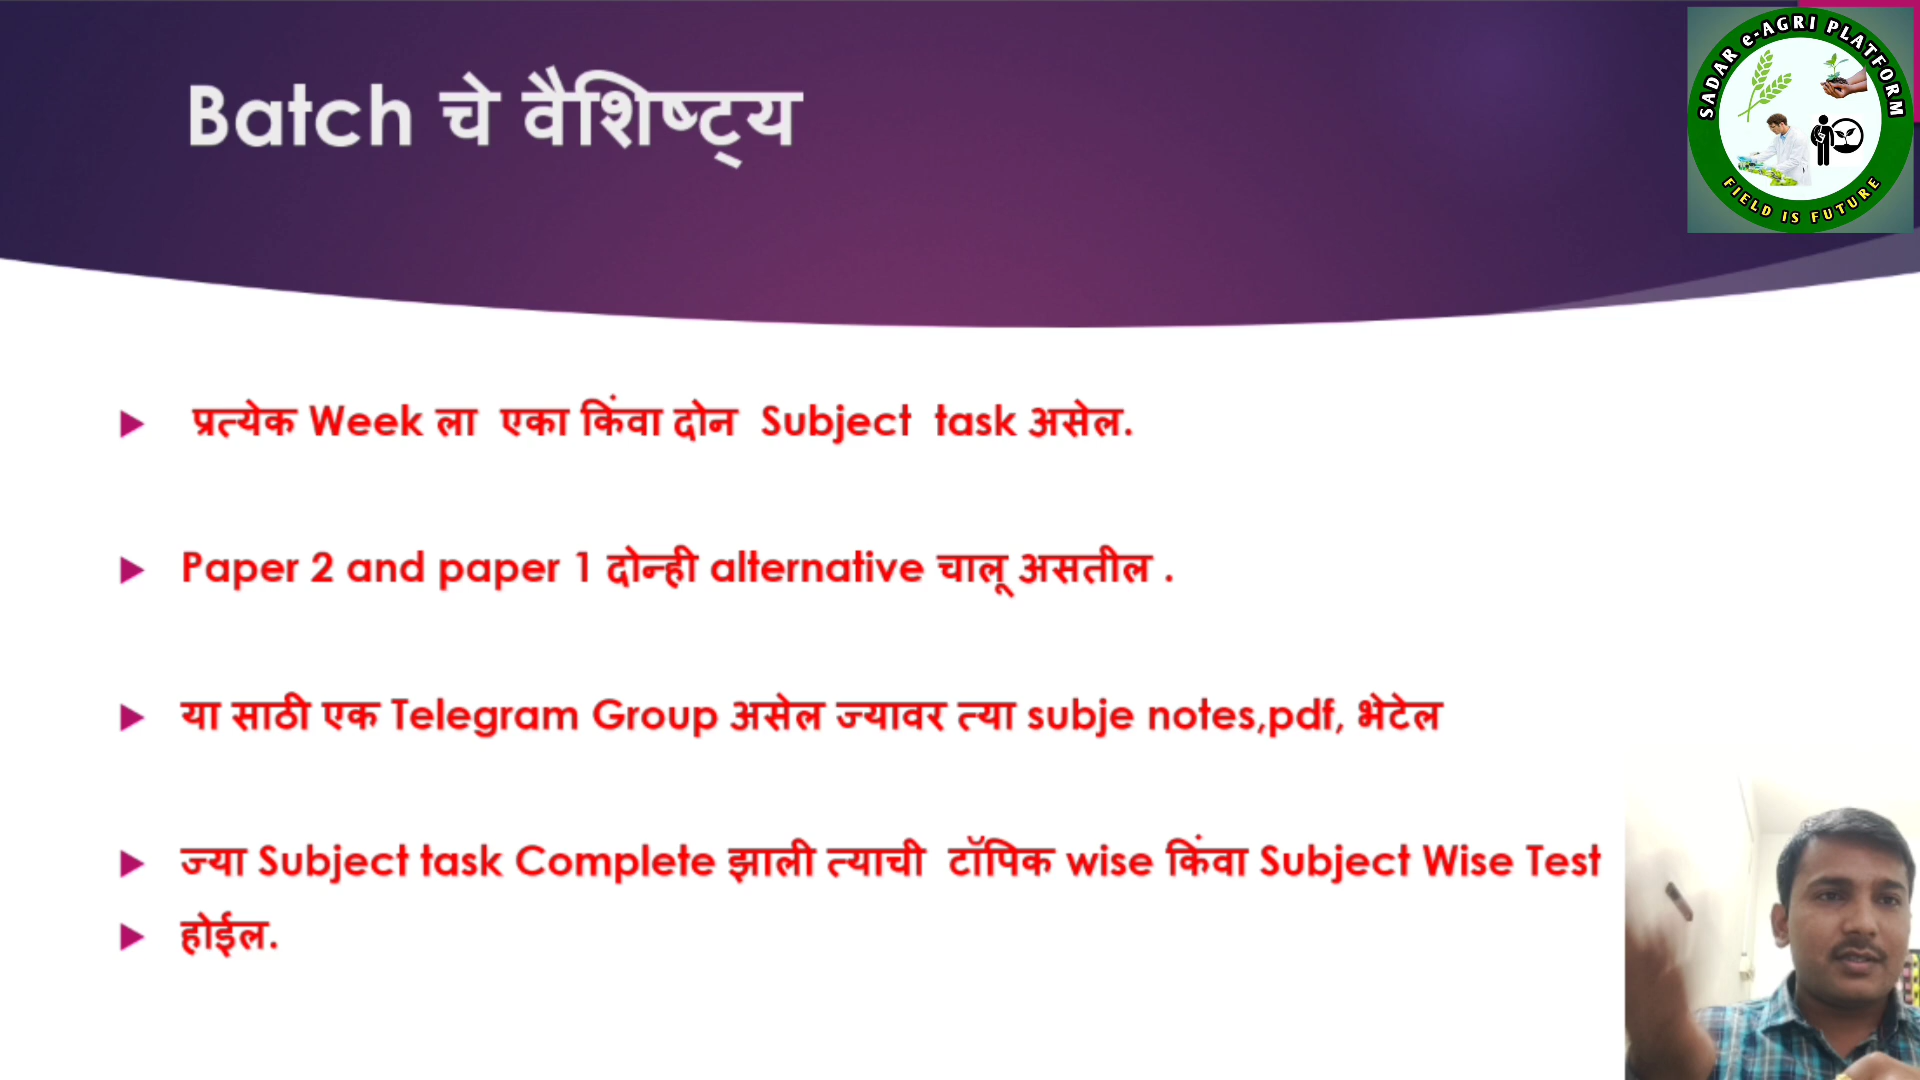 Batch चे वैशिष्ट्य
SADAR e-AGRI PLATFORM
FIELD IS FUTURE
प्रत्येक Week ला एका किंवा दोन Subject task असेल.
Paper 2 and paper 1 दोन्ही alternative चालू असतील .
या साठी एक Telegram Group असेल ज्यावर त्या subje notes,pdf, भेटेल
ज्या Subject task Complete झाली त्याची टॉपिक wise किंवा Subject Wise Test
होईल.